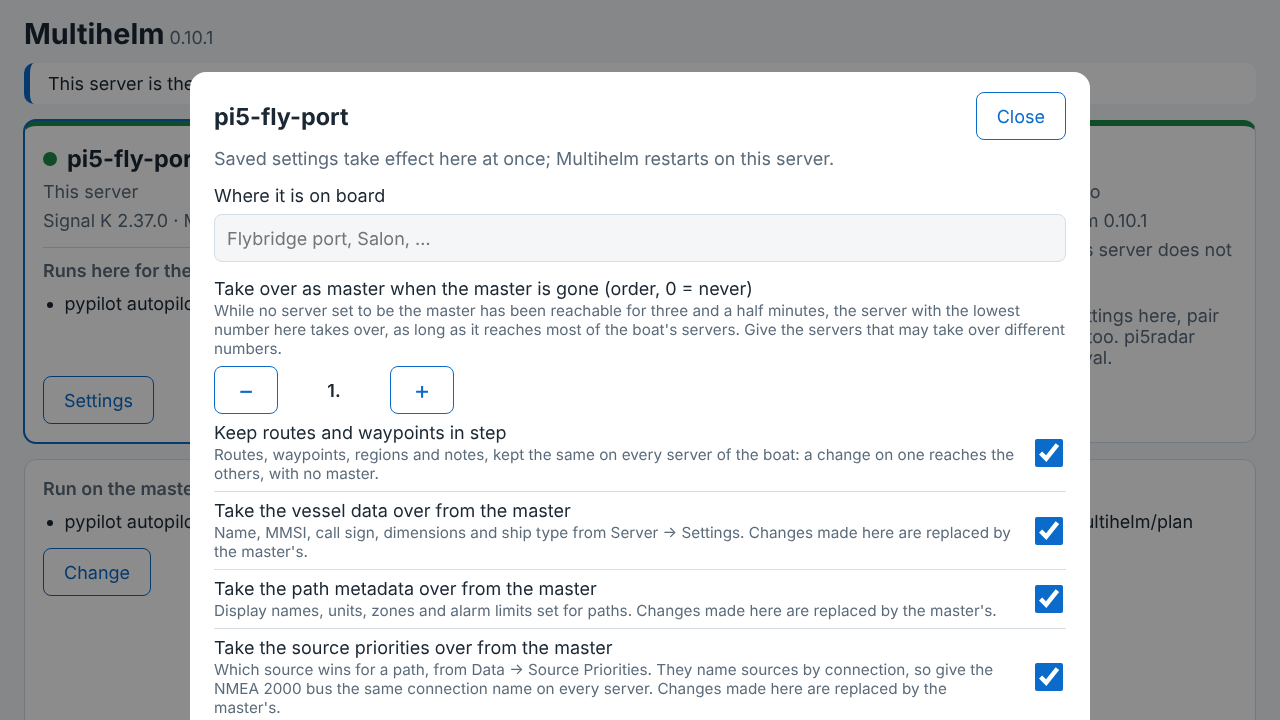 Multihelm 0.10.1
This server is the
pi5-fly-port
Close
Saved settings take effect here at once; Multihelm restarts on this server.
Where it is on board
Flybridge port, Salon, ...
Take over as master when the master is gone (order, 0 = never)
While no server set to be the master has been reachable for three and a half minutes, the server with the lowest
number here takes over, as long as it reaches most of the boat's servers. Give the servers that may take over different
numbers.
− 1. +
Keep routes and waypoints in step
Routes, waypoints, regions and notes, kept the same on every server of the boat: a change on one reaches the
others, with no master.
Take the vessel data over from the master
Name, MMSI, call sign, dimensions and ship type from Server → Settings. Changes made here are replaced by
the master's.
Take the path metadata over from the master
Display names, units, zones and alarm limits set for paths. Changes made here are replaced by the master's.
Take the source priorities over from the master
Which source wins for a path, from Data → Source Priorities. They name sources by connection, so give the
NMEA 2000 bus the same connection name on every server. Changes made here are replaced by the
master's.
pi5-fly-por
This server
Signal K 2.37.0 ·
Runs here for the
• pypilot autopilo
Settings
0.10.1
server does not
ttings here, pair
too. pi5radar
Run on the maste
• pypilot autopilo
Change
ultihelm/plan